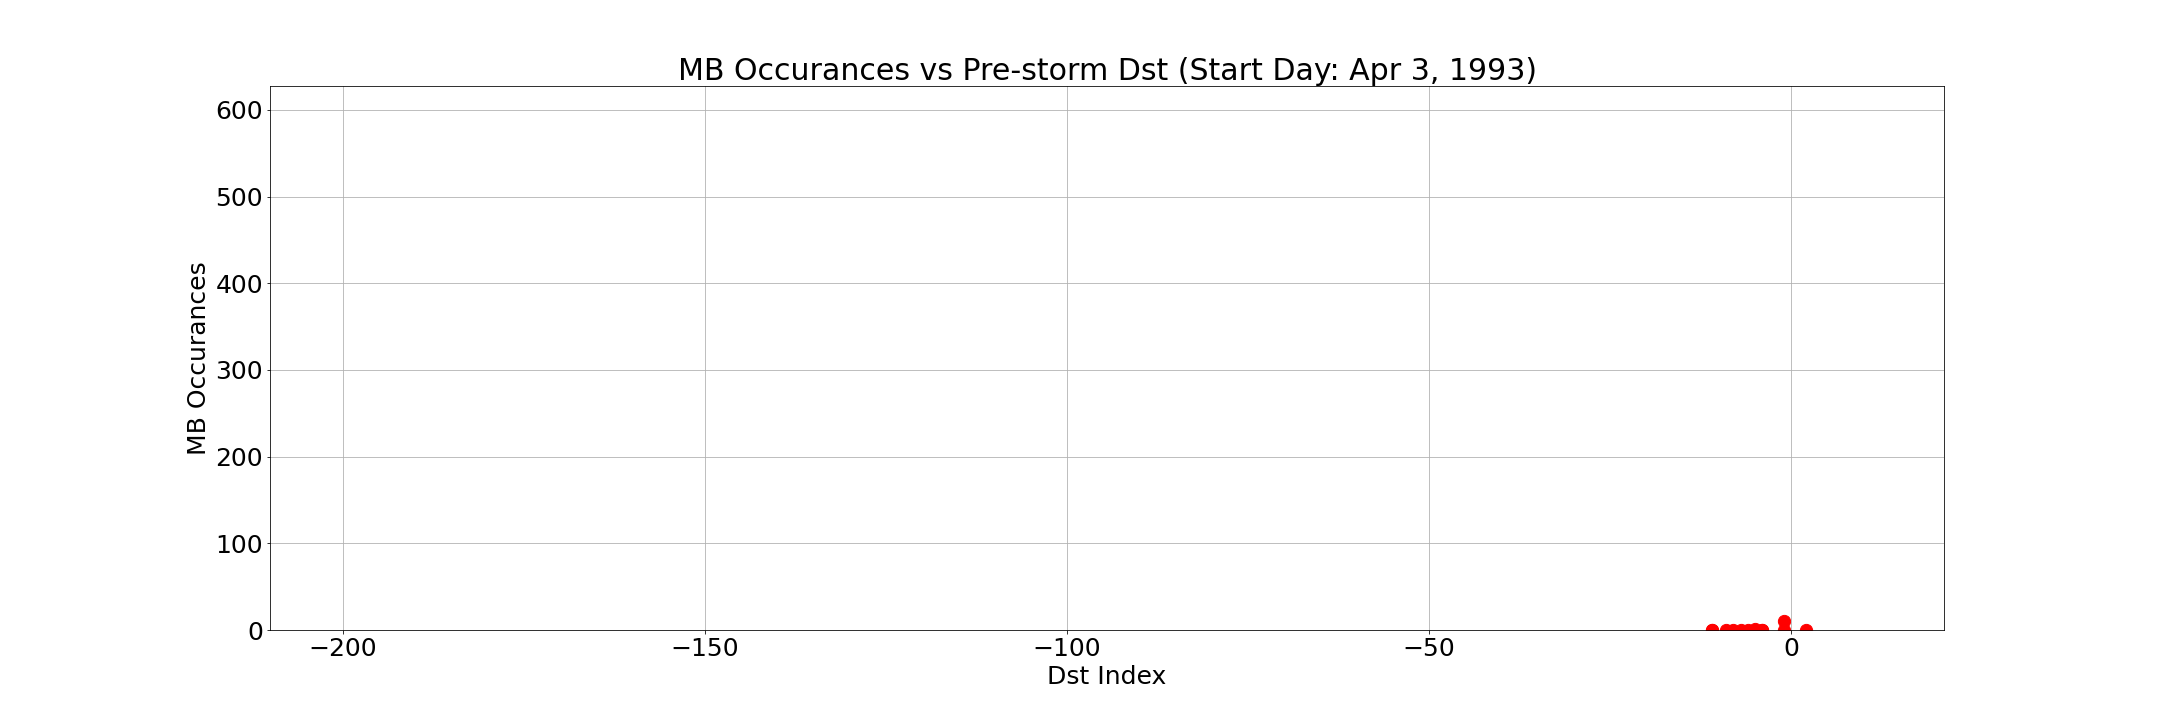 MB Occurances vs Pre-storm Dst (Start Day: Apr 3, 1993)
600
500
400
300
200
100
0
MB Occurances
−200 −150 −100 −50 0
Dst Index